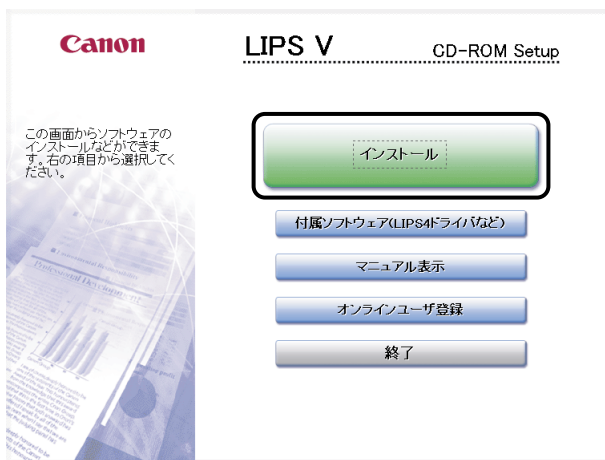 Canon
LIPS V
CD-ROM Setup
この画面からソフトウェアの
インストールなどができま
す。右の項目から選択してく
ださい。
インストール
付属ソフトウェア(LIPS4ドライバなど)
マニュアル表示
オンラインユーザ登録
終了
Professional Development